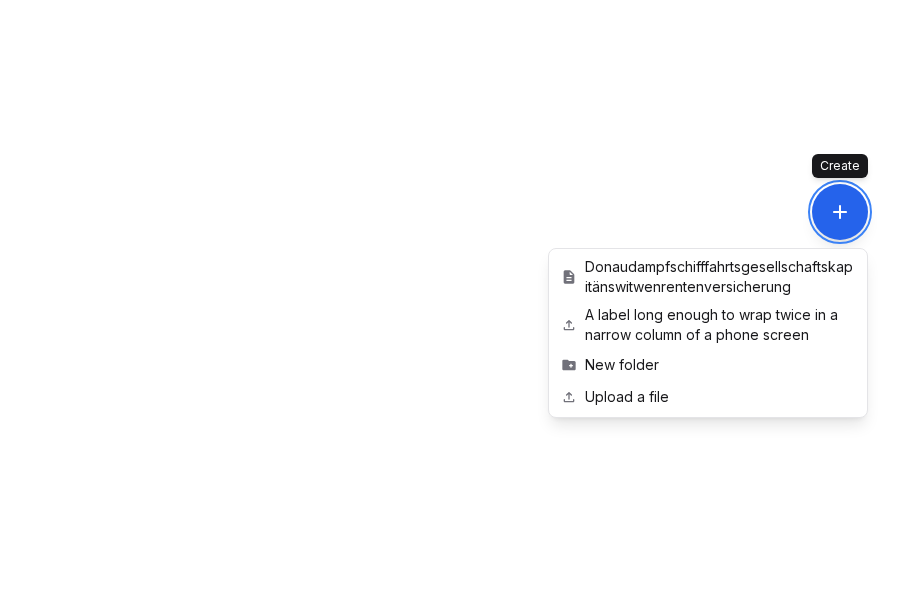 Create
Donaudampfschifffahrtsgesellschaftskap
itänswitwenrentenversicherung
A label long enough to wrap twice in a
narrow column of a phone screen
New folder
Upload a file